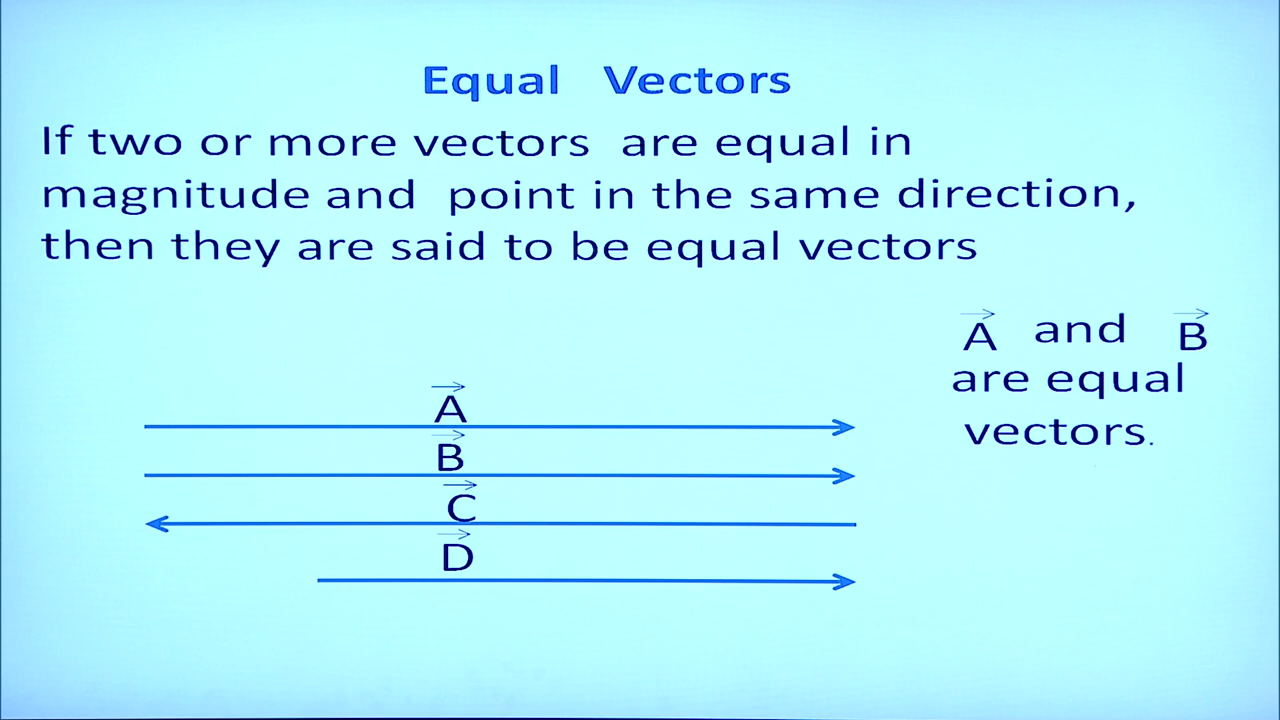 Equal Vectors
If two or more vectors are equal in
magnitude and point in the same direction,
then they are said to be equal vectors
A and B
are equal
vectors.
A
B
C
D